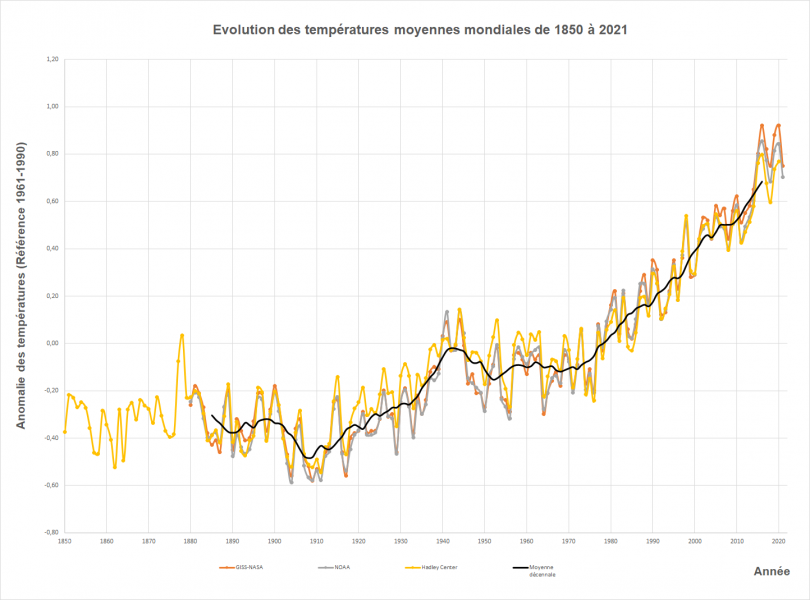 Evolution des températures moyennes mondiales de 1850 à 2021
Anomalie des températures (Référence 1961-1990)
1,20
1,00
0,80
0,60
0,40
0,20
0,00
-0,20
-0,40
-0,60
-0,80
1850 1860 1870 1880 1890 1900 1910 1920 1930 1940 1950 1960 1970 1980 1990 2000 2010 2020
GISS-NASA NOAA Hadley Center Moyenne
décennale
Année